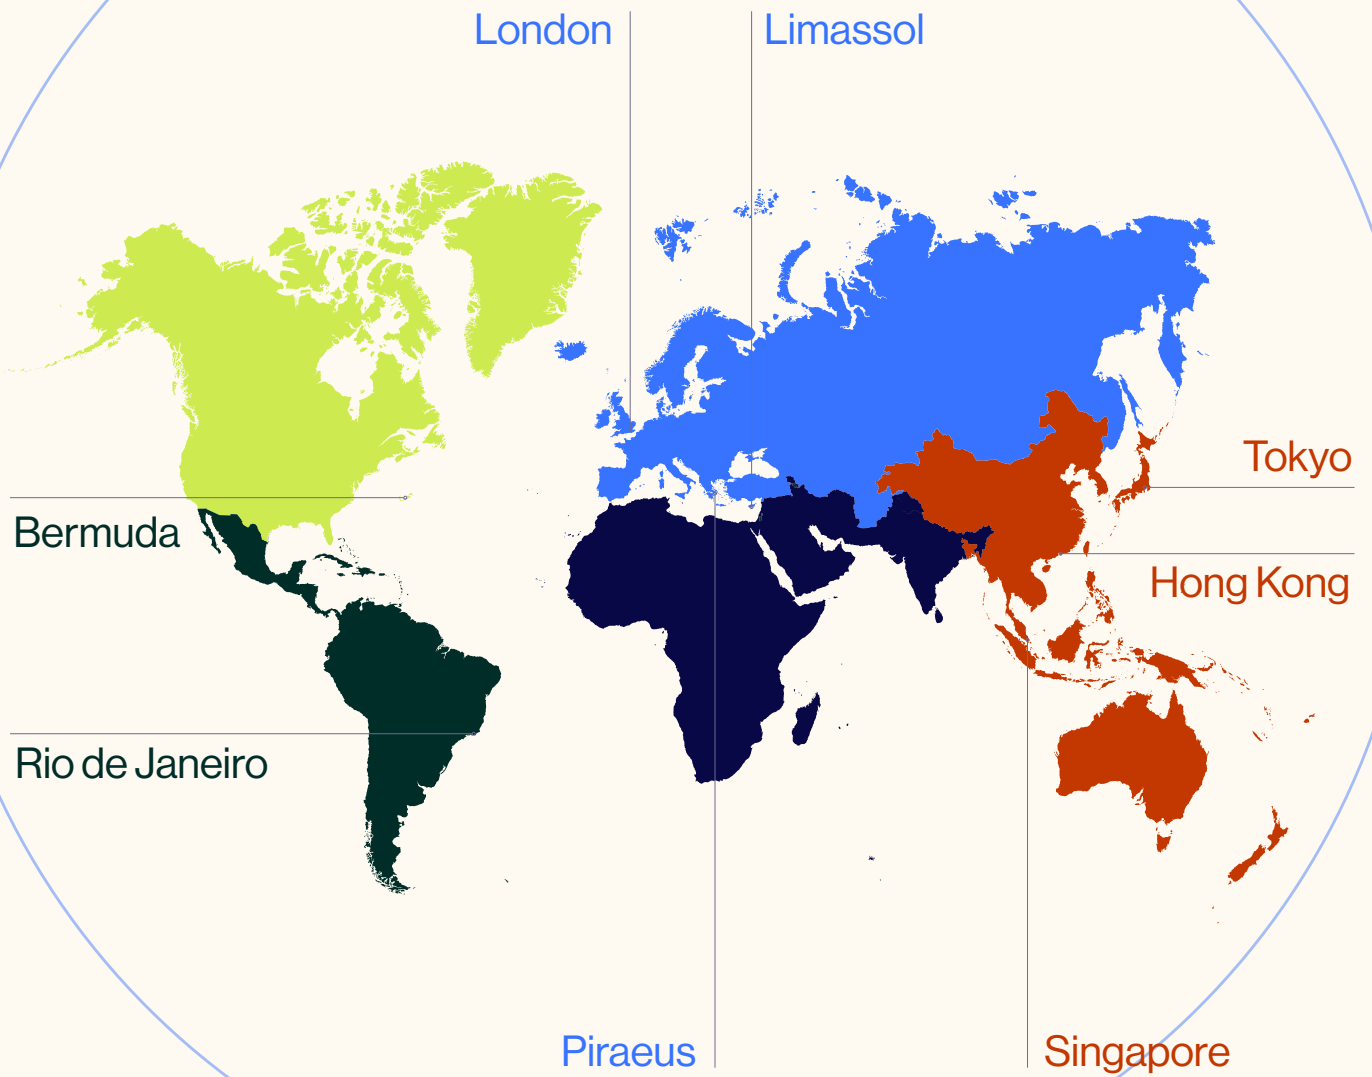 London
Limassol
Tokyo
Bermuda
Hong Kong
Rio de Janeiro
Piraeus
Singapore